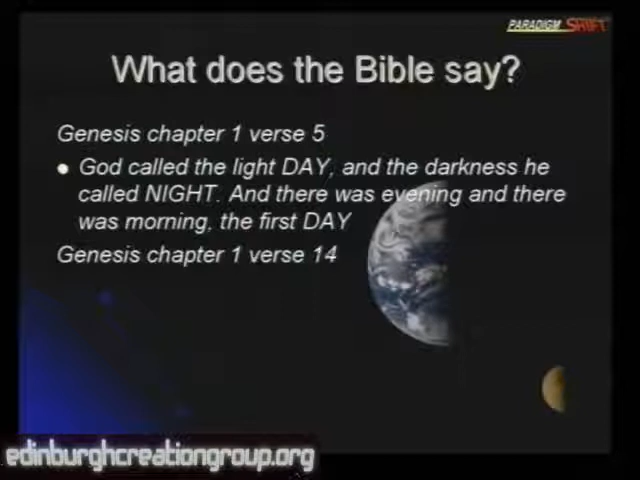 PARADIGM SHIFT
What does the Bible say?
Genesis chapter 1 verse 5
God called the light DAY, and the darkness he
called NIGHT. And there was evening and there
was morning, the first DAY
Genesis chapter 1 verse 14
edinburghcreationgroup.org